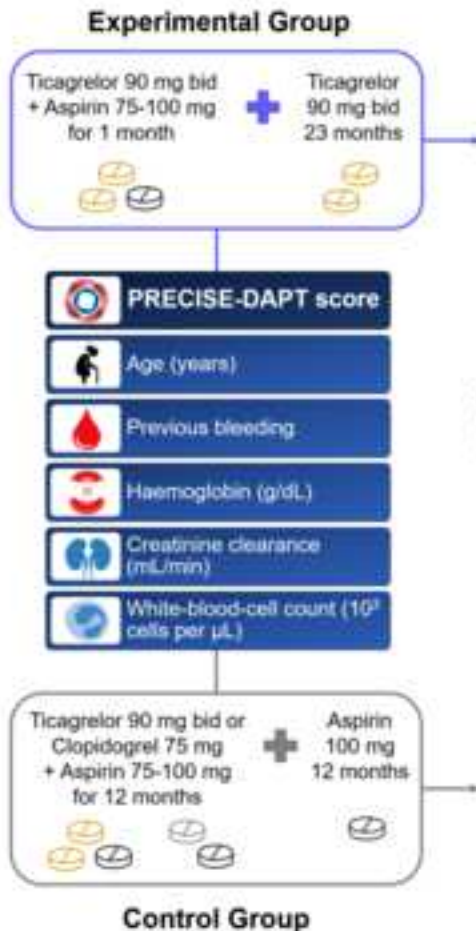 Experimental Group
Ticagrelor 90 mg bid
+ Aspirin 75-100 mg
for 1 month
Ticagrelor
90 mg bid
23 months
PRECISE-DAPT score
Age (years)
Previous bleeding
Haemoglobin (g/dL)
Creatinine clearance
(mL/min)
White-blood-cell count (10³
cells per μL)
Ticagrelor 90 mg bid or
Clopidogrel 75 mg
+ Aspirin 75-100 mg
for 12 months
Aspirin
100 mg
12 months
Control Group